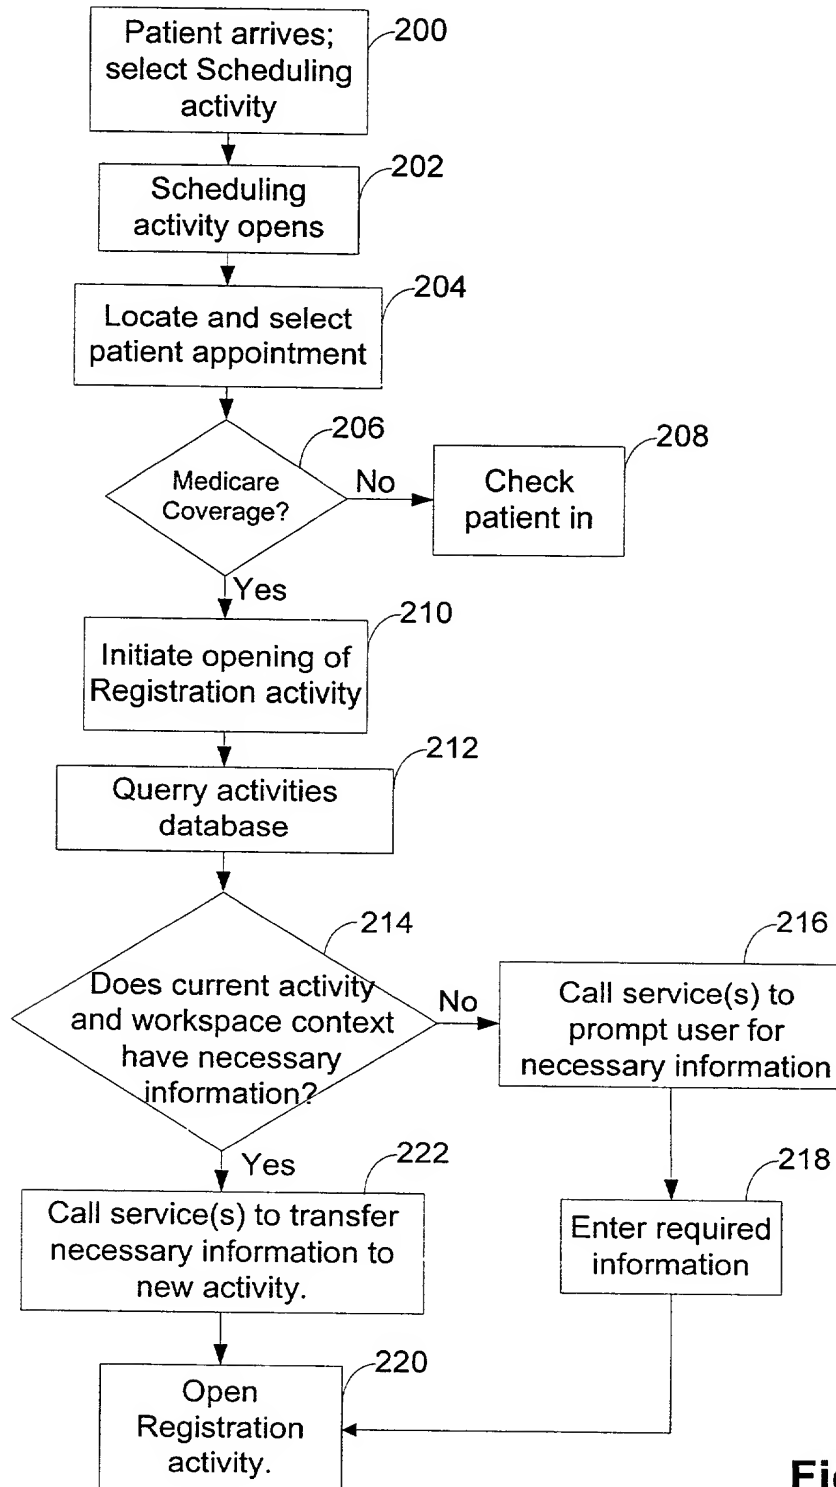 Patient arrives;
select Scheduling
activity
200
Scheduling
activity opens
202
Locate and select
patient appointment
204
Medicare
Coverage?
206
No
Check
patient in
208
Yes
Initiate opening of
Registration activity
210
Querry activities
database
212
Does current activity
and workspace context
have necessary
information?
214
No
Call service(s) to
prompt user for
necessary information
216
Yes
Call service(s) to transfer
necessary information to
new activity.
222
Enter required
information
218
Open
Registration
activity.
220